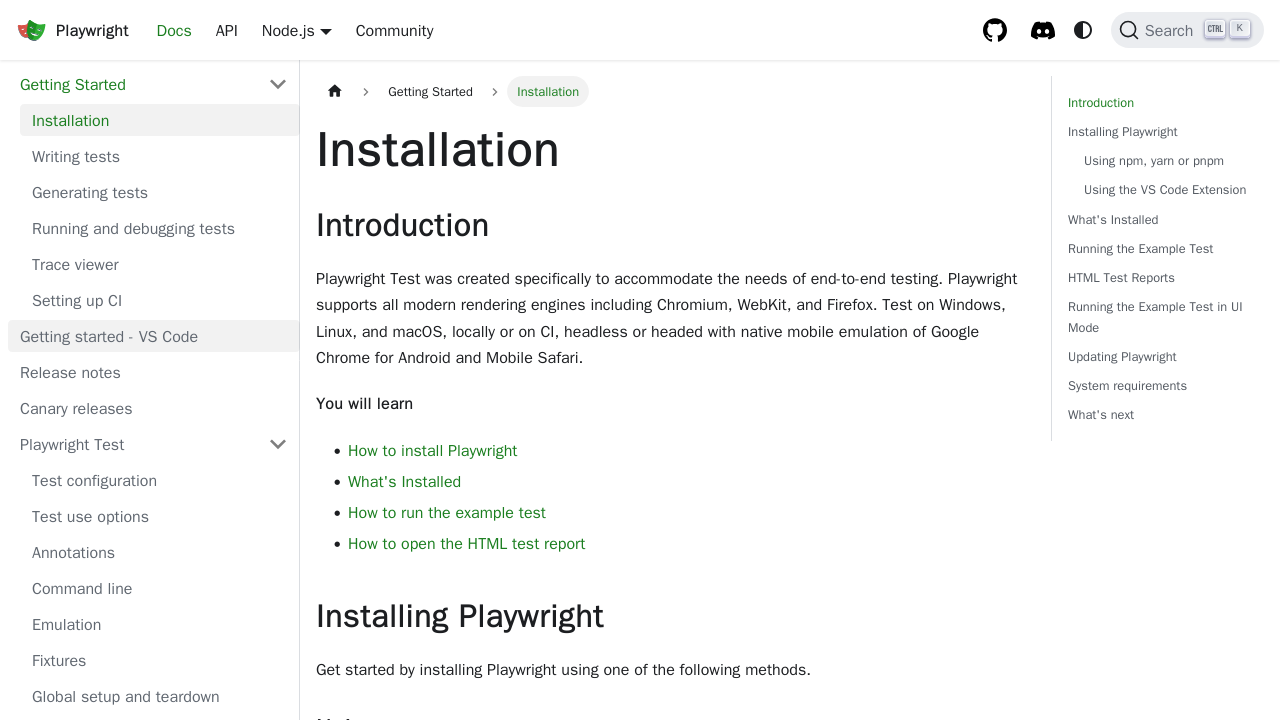 Playwright
Docs
API
Node.js
Community
Search
CTRL
K
Getting Started
Installation
Writing tests
Generating tests
Running and debugging tests
Trace viewer
Setting up CI
Getting started - VS Code
Release notes
Canary releases
Playwright Test
Test configuration
Test use options
Annotations
Command line
Emulation
Fixtures
Global setup and teardown
Getting Started
Installation
Installation
Introduction
Playwright Test was created specifically to accommodate the needs of end-to-end testing. Playwright
supports all modern rendering engines including Chromium, WebKit, and Firefox. Test on Windows,
Linux, and macOS, locally or on CI, headless or headed with native mobile emulation of Google
Chrome for Android and Mobile Safari.
You will learn
• How to install Playwright
• What's Installed
• How to run the example test
• How to open the HTML test report
Installing Playwright
Get started by installing Playwright using one of the following methods.
Introduction
Installing Playwright
Using npm, yarn or pnpm
Using the VS Code Extension
What's Installed
Running the Example Test
HTML Test Reports
Running the Example Test in UI
Mode
Updating Playwright
System requirements
What's next